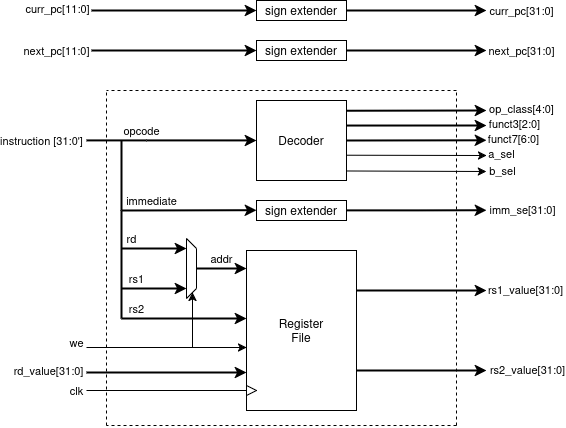 curr_pc[11:0]
sign extender
curr_pc[31:0]
next_pc[11:0]
sign extender
next_pc[31:0]
instruction [31:0']
opcode
Decoder
op_class[4:0]
funct3[2:0]
funct7[6:0]
a_sel
b_sel
immediate
sign extender
imm_se[31:0]
rd
addr
rs1
rs2
Register
File
rs1_value[31:0]
we
rd_value[31:0]
rs2_value[31:0]
clk